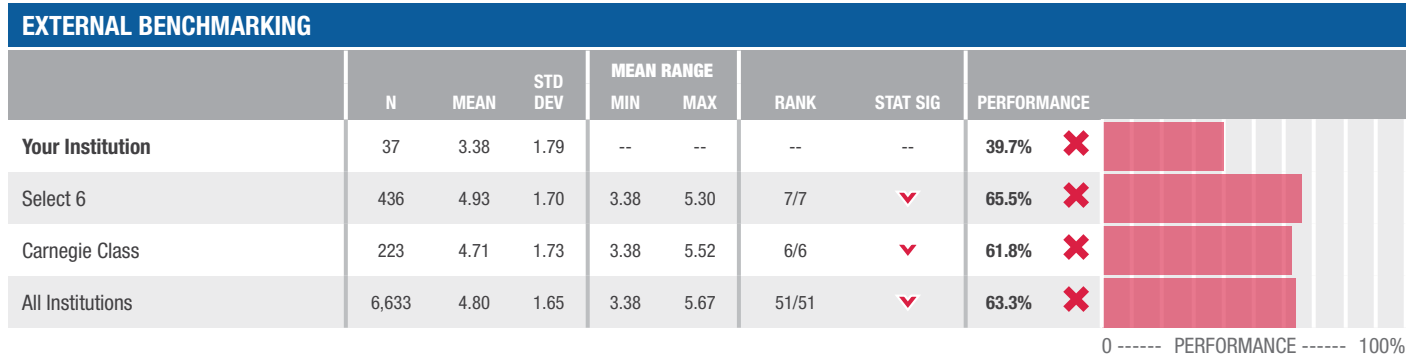 EXTERNAL BENCHMARKING
N MEAN STD DEV MEAN RANGE MIN MAX RANK STAT SIG PERFORMANCE
Your Institution 37 3.38 1.79 -- -- -- -- 39.7%
Select 6 436 4.93 1.70 3.38 5.30 7/7 65.5%
Carnegie Class 223 4.71 1.73 3.38 5.52 6/6 61.8%
All Institutions 6,633 4.80 1.65 3.38 5.67 51/51 63.3%
0 ------ PERFORMANCE ------ 100%